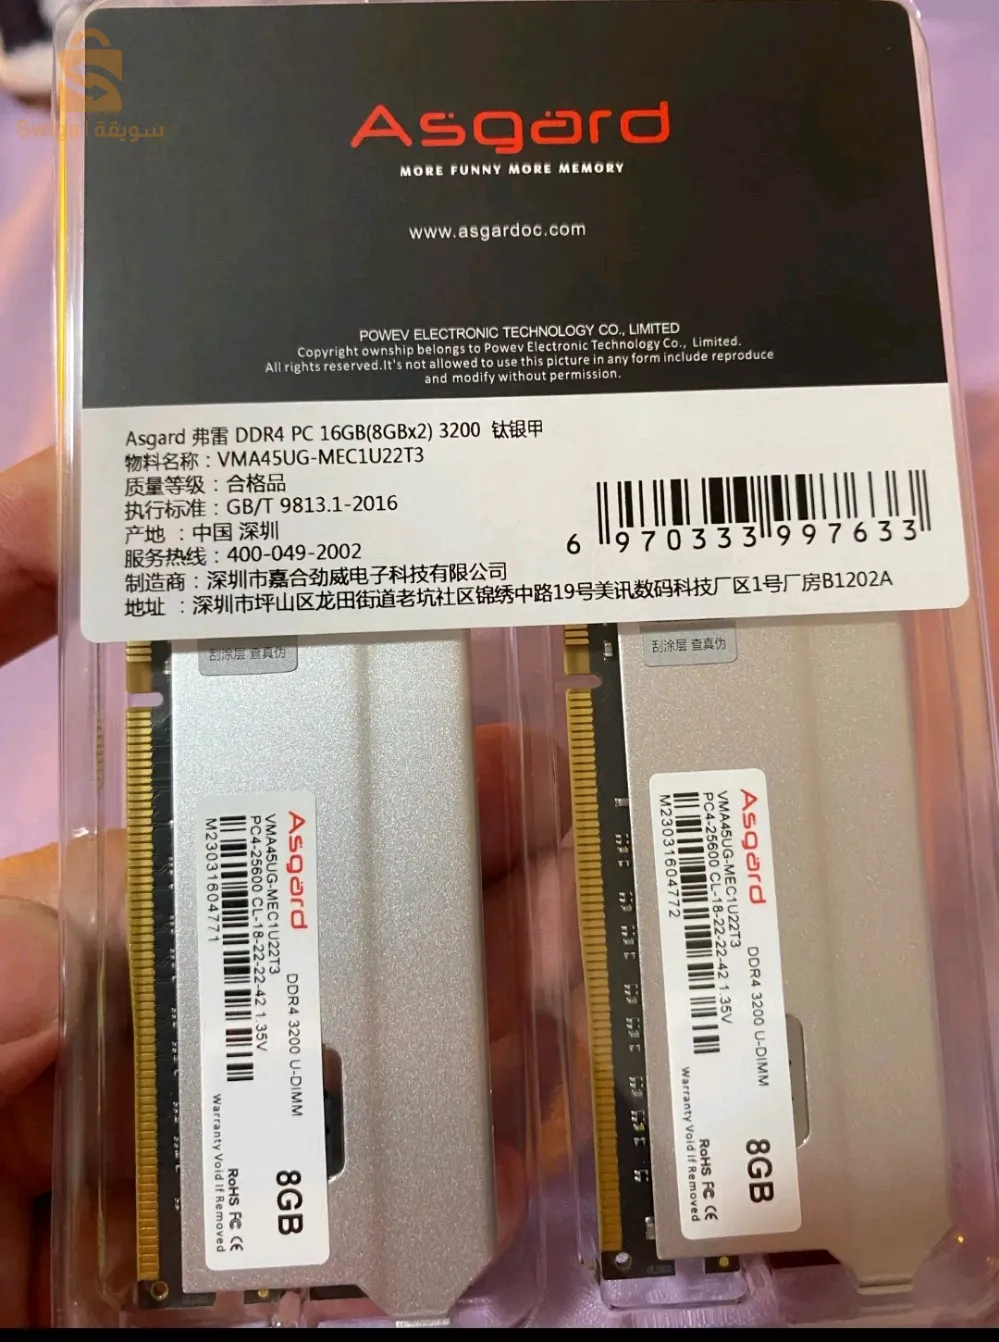 Swiqa سويقة
Asgard
MORE FUNNY MORE MEMORY
www.asgardoc.com
POWEV ELECTRONIC TECHNOLOGY CO., LIMITED
Copyright ownship belongs to Powev Electronic Technology Co., Limited.
All rights reserved.It's not allowed to use this picture in any form include reproduce
and modify without permission.
Asgard 弗雷 DDR4 PC 16GB(8GBx2) 3200 钛银甲
物料名称：VMA45UG-MEC1U22T3
质量等级：合格品
执行标准：GB/T 9813.1-2016
产地 ：中国 深圳
服务热线：400-049-2002
制造商：深圳市嘉合劲威电子科技有限公司
地址 ：深圳市坪山区龙田街道老坑社区锦绣中路19号美讯数码科技厂区1号厂房B1202A
6 970333 997633
刮涂层 查真伪
Asgard
VMA45UG-MEC1U22T3
DDR4 3200 U-DIMM
PC4-25600 CL-18-22-22-42 1.35V
M23031604771
8GB
RoHS FC CE
Warranty Void If Removed
刮涂层 查真伪
Asgard
VMA45UG-MEC1U22T3
DDR4 3200 U-DIMM
PC4-25600 CL-18-22-22-42 1.35V
M23031604772
8GB
RoHS FC CE
Warranty Void If Removed